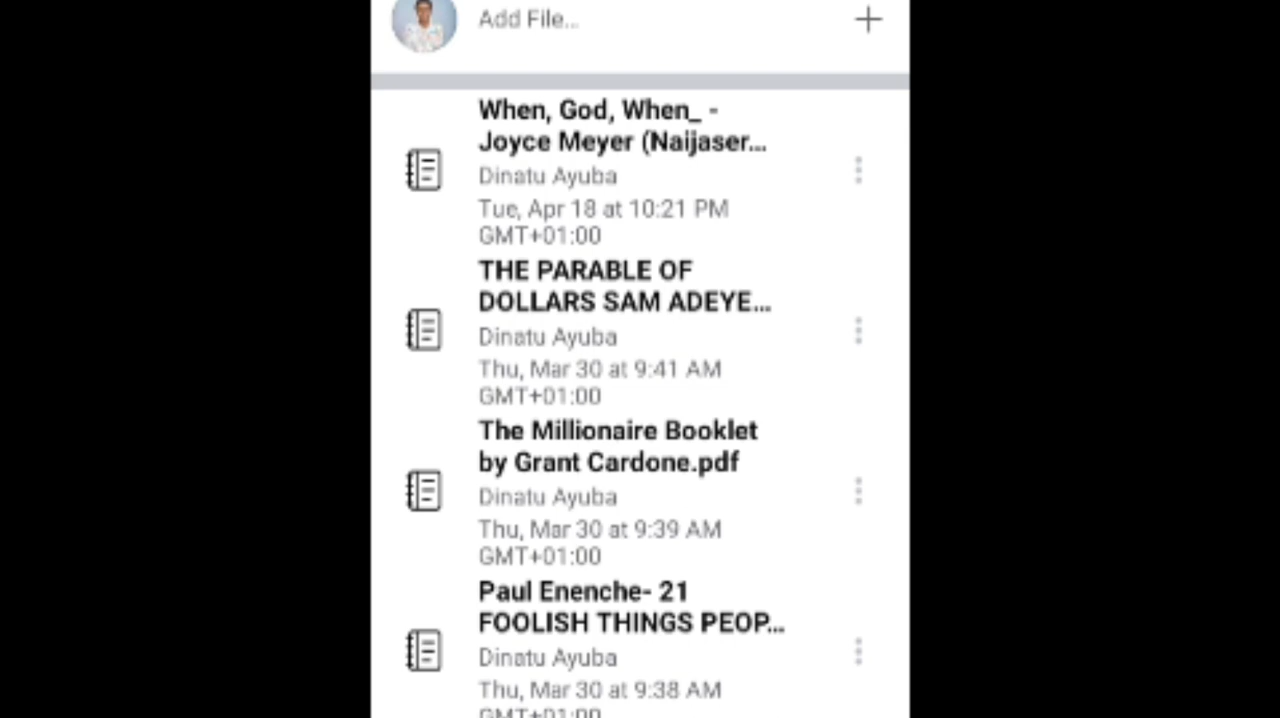 Add File...
When, God, When_ -
Joyce Meyer (Naijaser...
Dinatu Ayuba
Tue, Apr 18 at 10:21 PM
GMT+01:00
THE PARABLE OF
DOLLARS SAM ADEYE...
Dinatu Ayuba
Thu, Mar 30 at 9:41 AM
GMT+01:00
The Millionaire Booklet
by Grant Cardone.pdf
Dinatu Ayuba
Thu, Mar 30 at 9:39 AM
GMT+01:00
Paul Enenche- 21
FOOLISH THINGS PEOP...
Dinatu Ayuba
Thu, Mar 30 at 9:38 AM
GMT+01:00